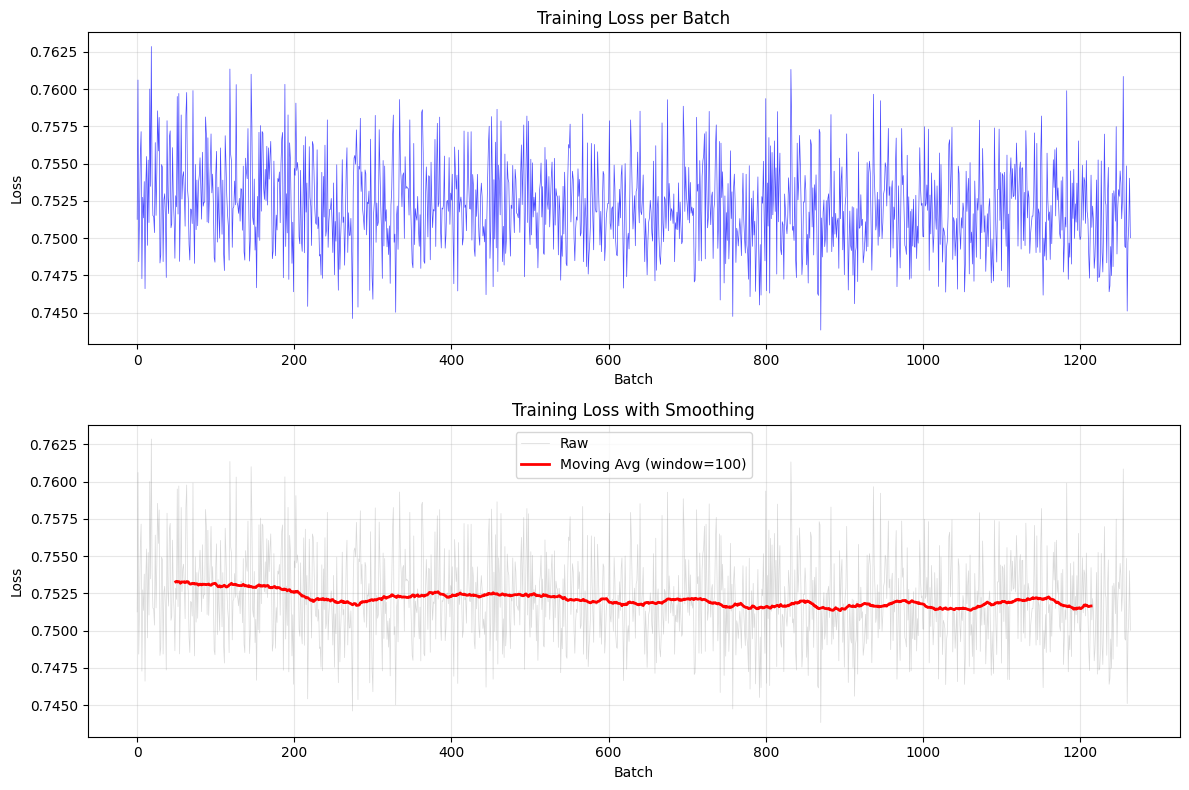 Training Loss per Batch
0.7625
0.7600
0.7575
0.7550
0.7525
0.7500
0.7475
0.7450
Loss
0 200 400 600 800 1000 1200
Batch
Training Loss with Smoothing
Raw
Moving Avg (window=100)
0.7625
0.7600
0.7575
0.7550
0.7525
0.7500
0.7475
0.7450
Loss
0 200 400 600 800 1000 1200
Batch